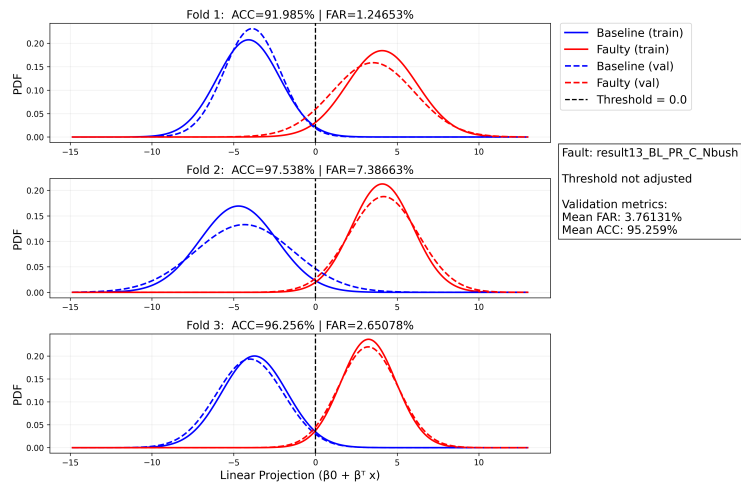 Fold 1:  ACC=91.985% | FAR=1.24653%
PDF
0.20
0.15
0.10
0.05
0.00
−15
−10
−5
0
5
10
Baseline (train)
Faulty (train)
Baseline (val)
Faulty (val)
Threshold = 0.0
Fault: result13_BL_PR_C_Nbush
Threshold not adjusted
Validation metrics:
Mean FAR: 3.76131%
Mean ACC: 95.259%
Fold 2:  ACC=97.538% | FAR=7.38663%
PDF
0.20
0.15
0.10
0.05
0.00
−15
−10
−5
0
5
10
Fold 3:  ACC=96.256% | FAR=2.65078%
PDF
0.20
0.15
0.10
0.05
0.00
−15
−10
−5
0
5
10
Linear Projection (β0 + βᵀ x)